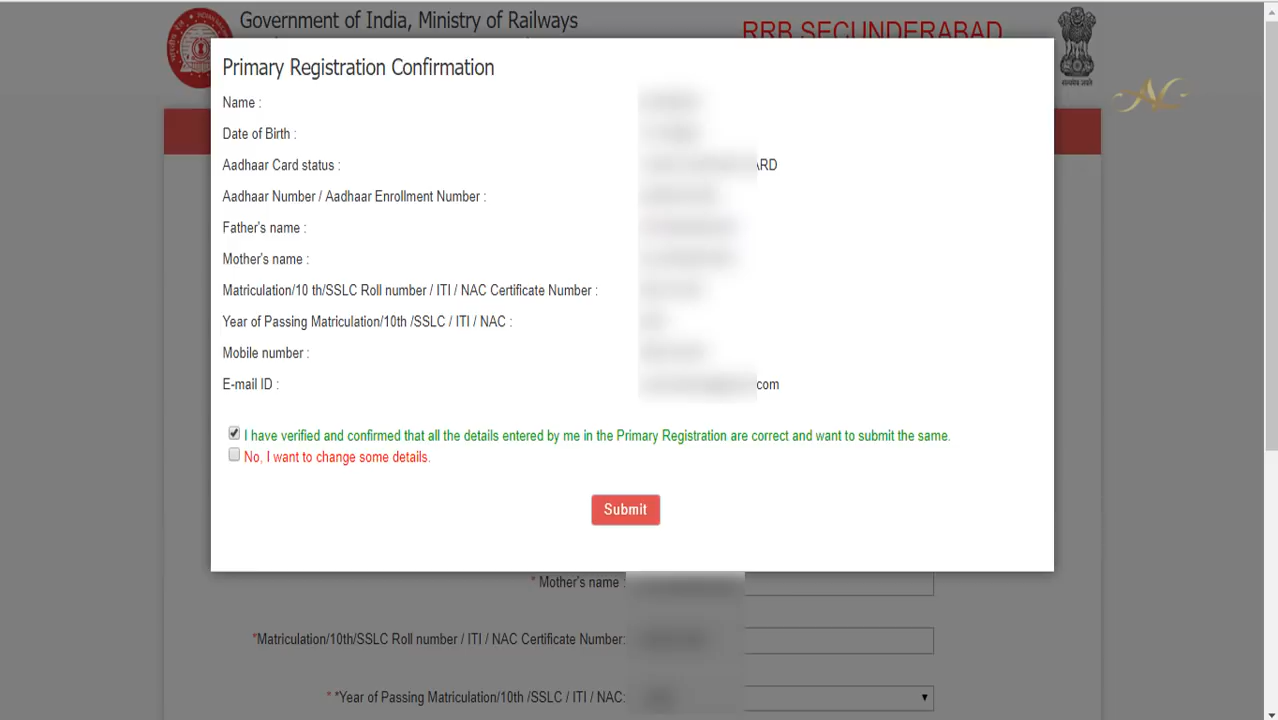 Government of India, Ministry of Railways
RRB SECUNDERABAD
Primary Registration Confirmation
Name :
Date of Birth :
Aadhaar Card status : ARD
Aadhaar Number / Aadhaar Enrollment Number :
Father's name :
Mother's name :
Matriculation/10 th/SSLC Roll number / ITI / NAC Certificate Number :
Year of Passing Matriculation/10th /SSLC / ITI / NAC :
Mobile number :
E-mail ID : com
I have verified and confirmed that all the details entered by me in the Primary Registration are correct and want to submit the same.
No, I want to change some details.
Submit
* Mother's name :
*Matriculation/10th/SSLC Roll number / ITI / NAC Certificate Number:
* *Year of Passing Matriculation/10th /SSLC / ITI / NAC: